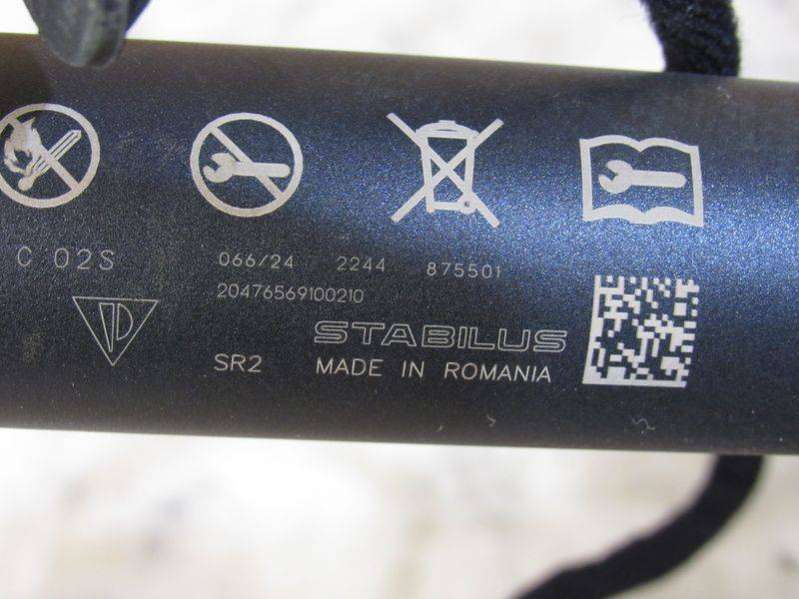 C 02S 066/24 2244 875501
20476569100210
STABILUS
SR2 MADE IN ROMANIA